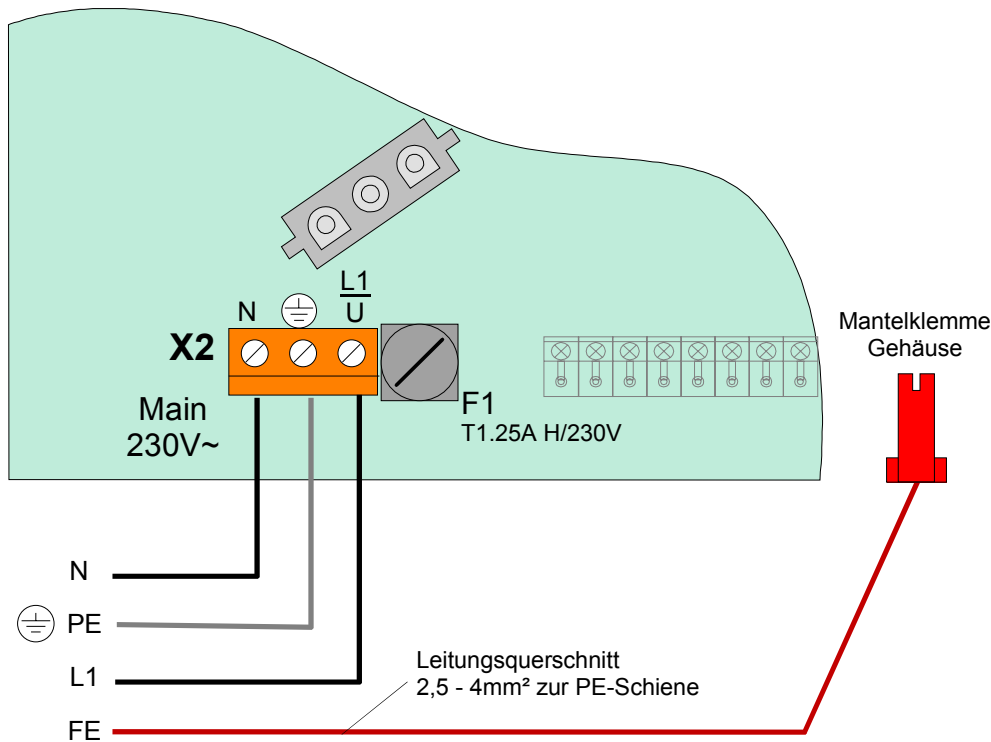 L1
N
U
X2
Mantelklemme
Gehäuse
Main
230V~
F1
T1.25A H/230V
N
PE
L1
Leitungsquerschnitt
2,5 - 4mm² zur PE-Schiene
FE